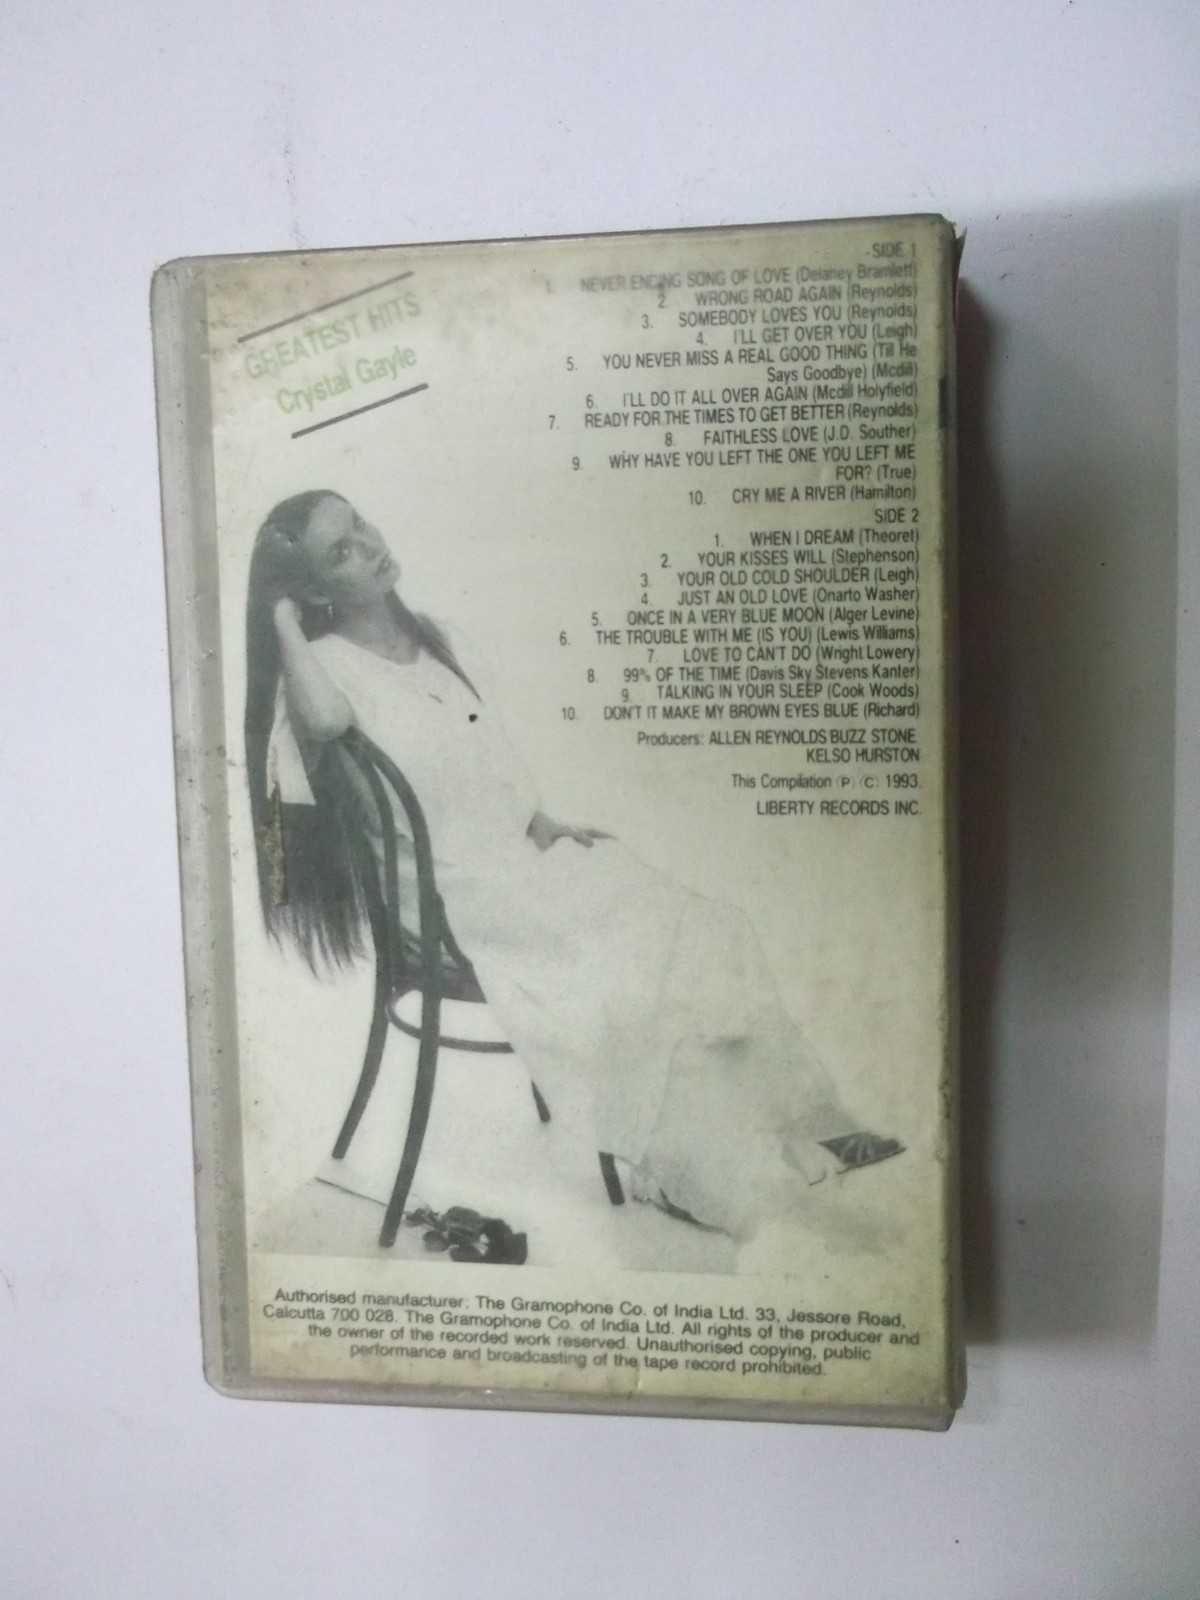 GREATEST HITS
Crystal Gayle
SIDE 1
1. NEVER ENDING SONG OF LOVE (Delaney Bramlett)
2. WRONG ROAD AGAIN (Reynolds)
3. SOMEBODY LOVES YOU (Reynolds)
4. I'LL GET OVER YOU (Leigh)
5. YOU NEVER MISS A REAL GOOD THING (Till He
Says Goodbye) (Mcdill)
6. I'LL DO IT ALL OVER AGAIN (Mcdill Holyfield)
7. READY FOR THE TIMES TO GET BETTER (Reynolds)
8. FAITHLESS LOVE (J.D. Souther)
9. WHY HAVE YOU LEFT THE ONE YOU LEFT ME
FOR? (True)
10. CRY ME A RIVER (Hamilton)
SIDE 2
1. WHEN I DREAM (Theoret)
2. YOUR KISSES WILL (Stephenson)
3. YOUR OLD COLD SHOULDER (Leigh)
4. JUST AN OLD LOVE (Onarto Washer)
5. ONCE IN A VERY BLUE MOON (Alger Levine)
6. THE TROUBLE WITH ME (IS YOU) (Lewis Williams)
7. LOVE TO CAN'T DO (Wright Lowery)
8. 99% OF THE TIME (Davis Sky Stevens Kanter)
9. TALKING IN YOUR SLEEP (Cook Woods)
10. DON'T IT MAKE MY BROWN EYES BLUE (Richard)
Producers: ALLEN REYNOLDS BUZZ STONE
KELSO HURSTON
This Compilation (P) (C) 1993.
LIBERTY RECORDS INC.
Authorised manufacturer: The Gramophone Co. of India Ltd. 33, Jessore Road,
Calcutta 700 028. The Gramophone Co. of India Ltd. All rights of the producer and
the owner of the recorded work reserved. Unauthorised copying, public
performance and broadcasting of the tape record prohibited.